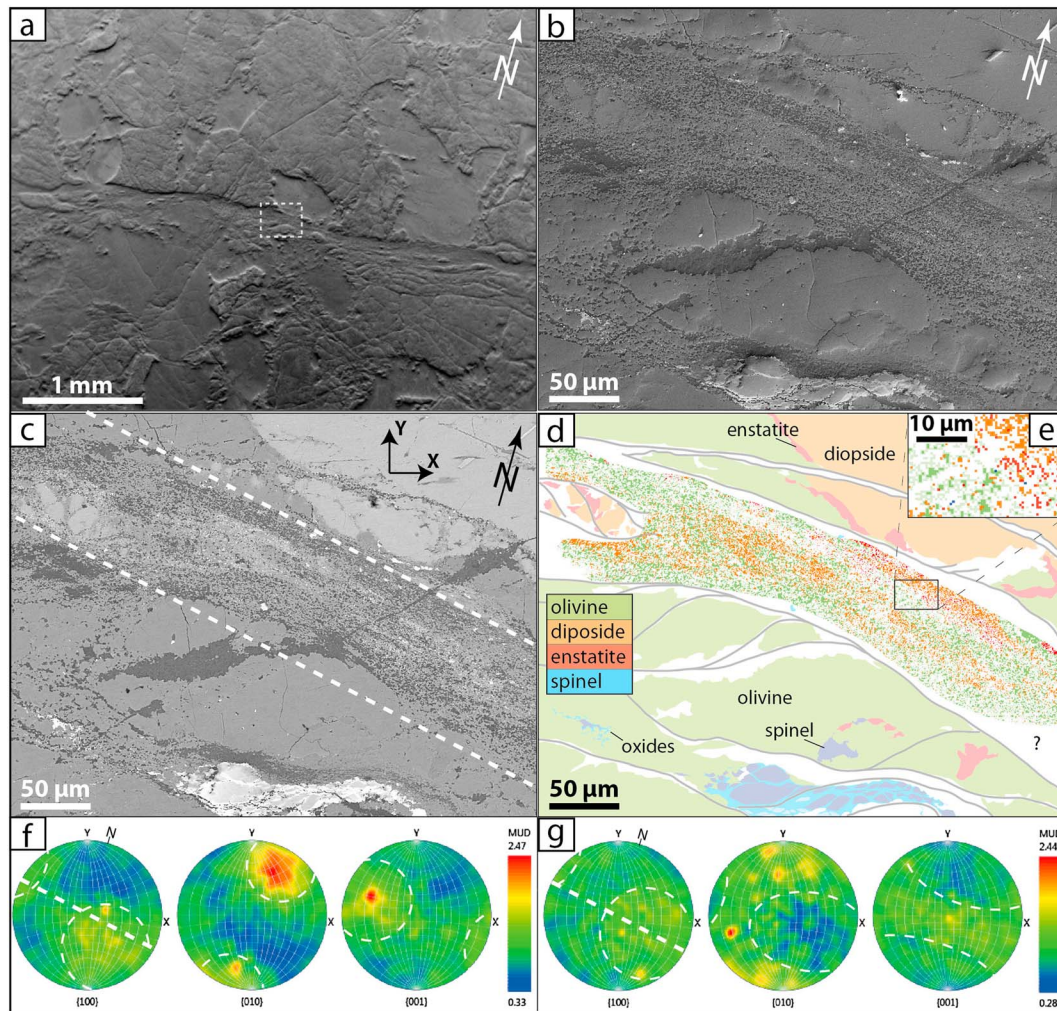 a
N
1 mm
b
N
50 µm
c
Y
X
N
50 µm
d
enstatite
diopside
10 µm
e
olivine
diposide
enstatite
spinel
olivine
spinel
oxides
?
50 µm
f
Y
N
Y
Y
MUD
2.47
X
X
X
0.33
{100}
[010]
{001}
g
Y
N
Y
Y
MUD
2.44
X
X
X
0.28
{100}
[010]
{001}